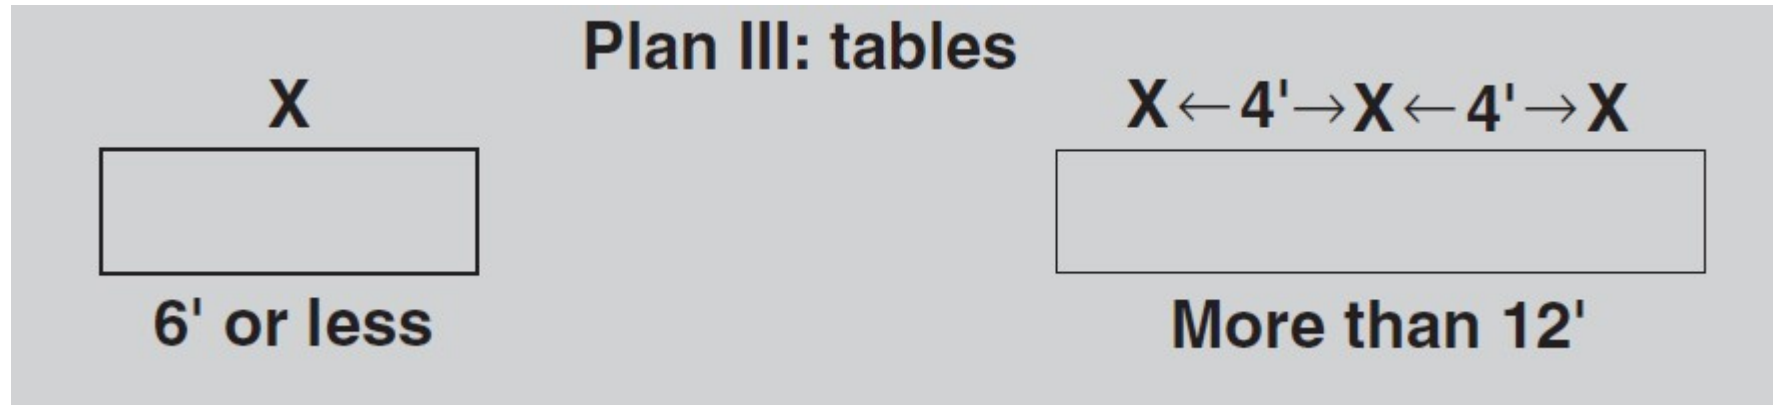 Plan III: tables
X
X←4'→X←4'→X
6' or less
More than 12'